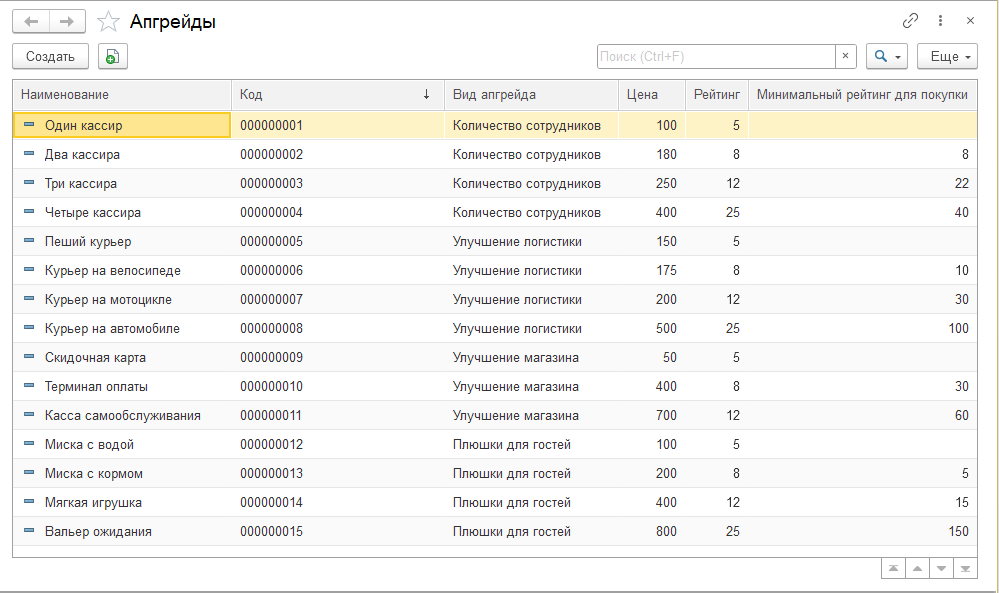 Апгрейды
Создать Поиск (Ctrl+F) × Еще
Наименование Код ↓ Вид апгрейда Цена Рейтинг Минимальный рейтинг для покупки
Один кассир 000000001 Количество сотрудников 100 5
Два кассира 000000002 Количество сотрудников 180 8 8
Три кассира 000000003 Количество сотрудников 250 12 22
Четыре кассира 000000004 Количество сотрудников 400 25 40
Пеший курьер 000000005 Улучшение логистики 150 5
Курьер на велосипеде 000000006 Улучшение логистики 175 8 10
Курьер на мотоцикле 000000007 Улучшение логистики 200 12 30
Курьер на автомобиле 000000008 Улучшение логистики 500 25 100
Скидочная карта 000000009 Улучшение магазина 50 5
Терминал оплаты 000000010 Улучшение магазина 400 8 30
Касса самообслуживания 000000011 Улучшение магазина 700 12 60
Миска с водой 000000012 Плюшки для гостей 100 5
Миска с кормом 000000013 Плюшки для гостей 200 8 5
Мягкая игрушка 000000014 Плюшки для гостей 400 12 15
Вальер ожидания 000000015 Плюшки для гостей 800 25 150